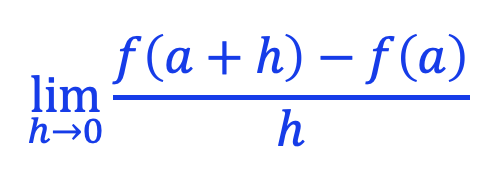 lim h→0 f(a + h) − f(a) / h